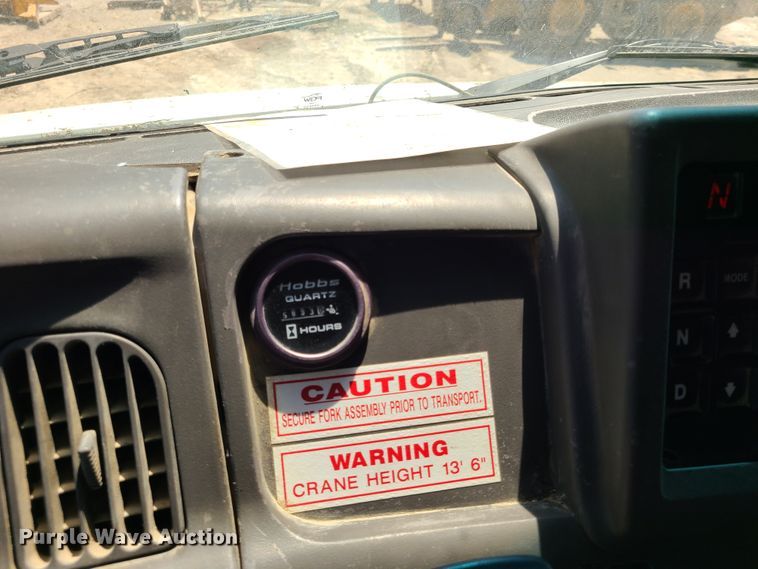 N
Hobbs
QUARTZ
HOURS
R
MODE
N
D
CAUTION
SECURE FORK ASSEMBLY PRIOR TO TRANSPORT.
WARNING
CRANE HEIGHT 13' 6"
Purple Wave Auction